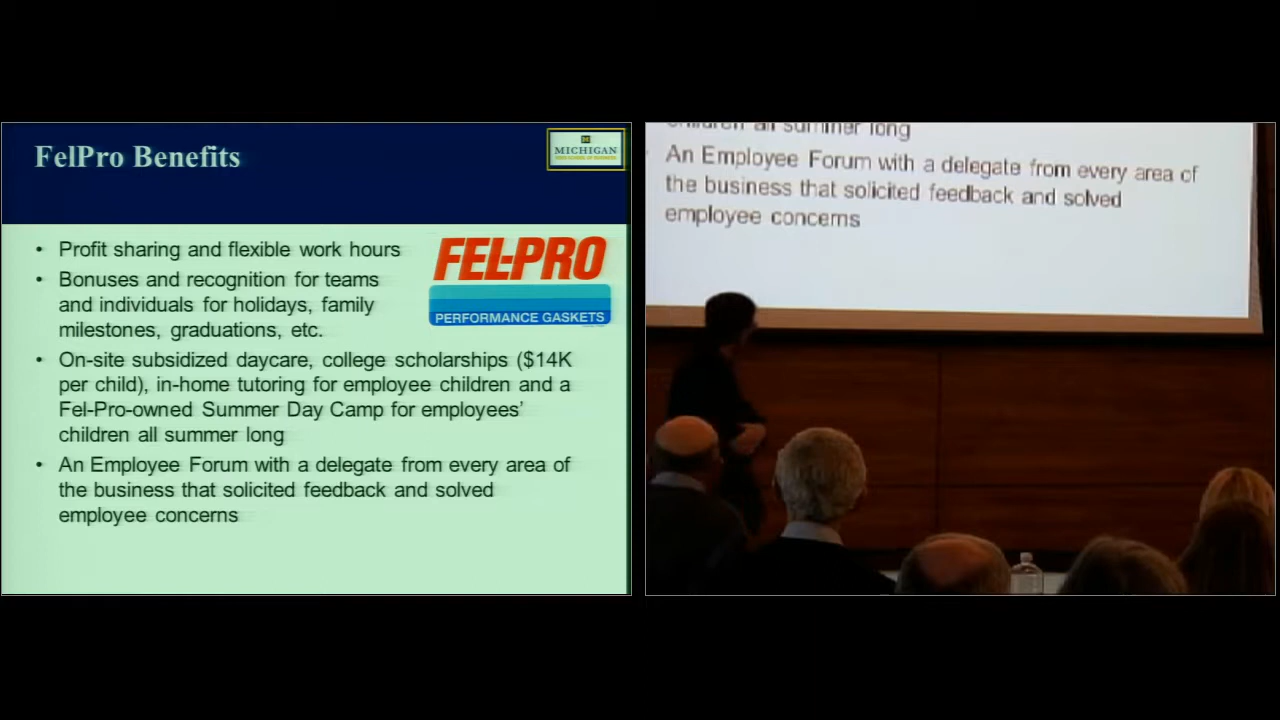 FelPro Benefits
MICHIGAN
• Profit sharing and flexible work hours
• Bonuses and recognition for teams
and individuals for holidays, family
milestones, graduations, etc.
FEL-PRO
PERFORMANCE GASKETS
• On-site subsidized daycare, college scholarships ($14K
per child), in-home tutoring for employee children and a
Fel-Pro-owned Summer Day Camp for employees’
children all summer long
• An Employee Forum with a delegate from every area of
the business that solicited feedback and solved
employee concerns
children all summer long
An Employee Forum with a delegate from every area of
the business that solicited feedback and solved
employee concerns